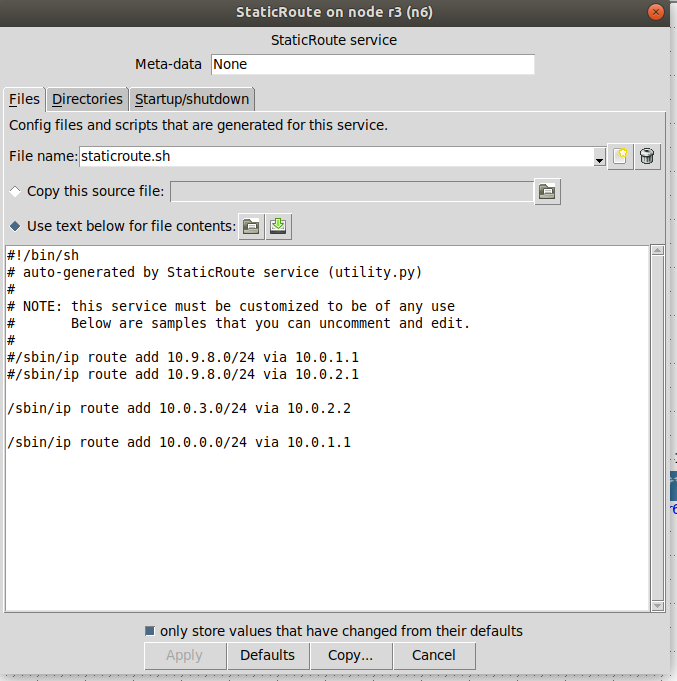 StaticRoute on node r3 (n6)
StaticRoute service
Meta-data None
Files Directories Startup/shutdown
Config files and scripts that are generated for this service.
File name: staticroute.sh
Copy this source file:
Use text below for file contents:
#!/bin/sh
# auto-generated by StaticRoute service (utility.py)
#
# NOTE: this service must be customized to be of any use
#       Below are samples that you can uncomment and edit.
#
#/sbin/ip route add 10.9.8.0/24 via 10.0.1.1
#/sbin/ip route add 10.9.8.0/24 via 10.0.2.1
/sbin/ip route add 10.0.3.0/24 via 10.0.2.2
/sbin/ip route add 10.0.0.0/24 via 10.0.1.1
only store values that have changed from their defaults
Apply Defaults Copy... Cancel